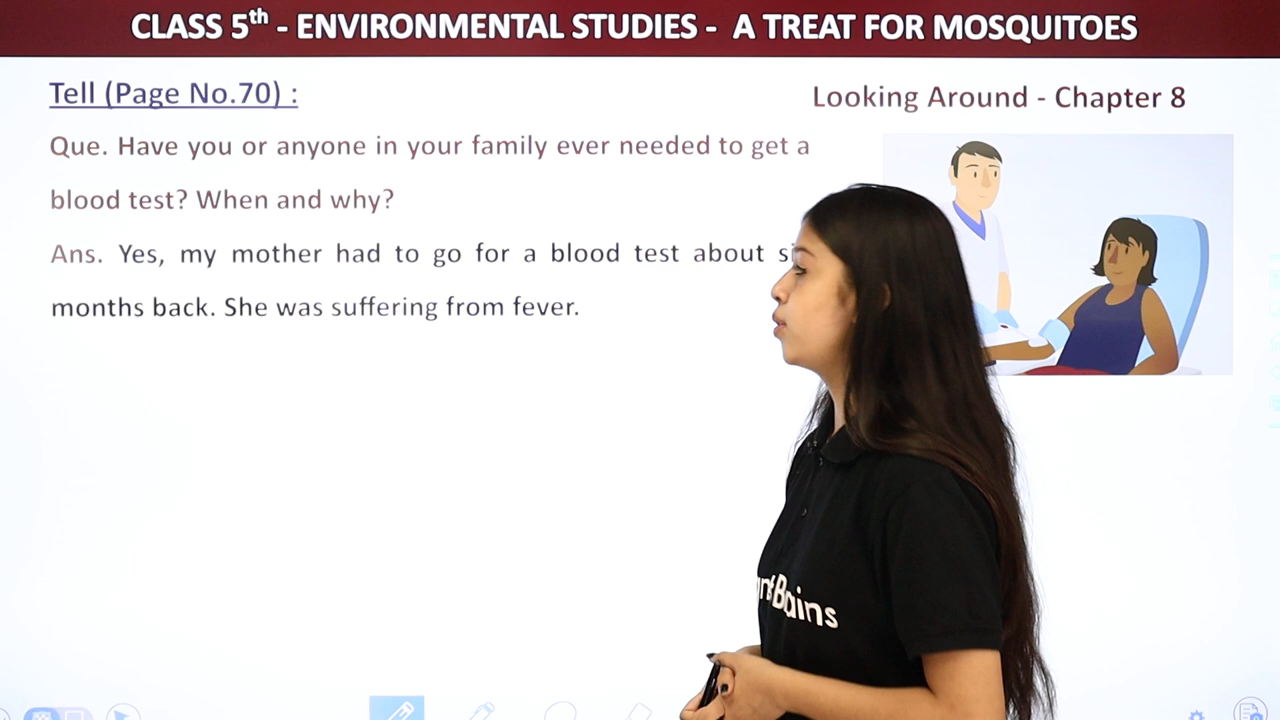 CLASS 5th - ENVIRONMENTAL STUDIES - A TREAT FOR MOSQUITOES
Tell (Page No.70) :
Looking Around - Chapter 8
Que. Have you or anyone in your family ever needed to get a
blood test? When and why?
Ans. Yes, my mother had to go for a blood test about
months back. She was suffering from fever.